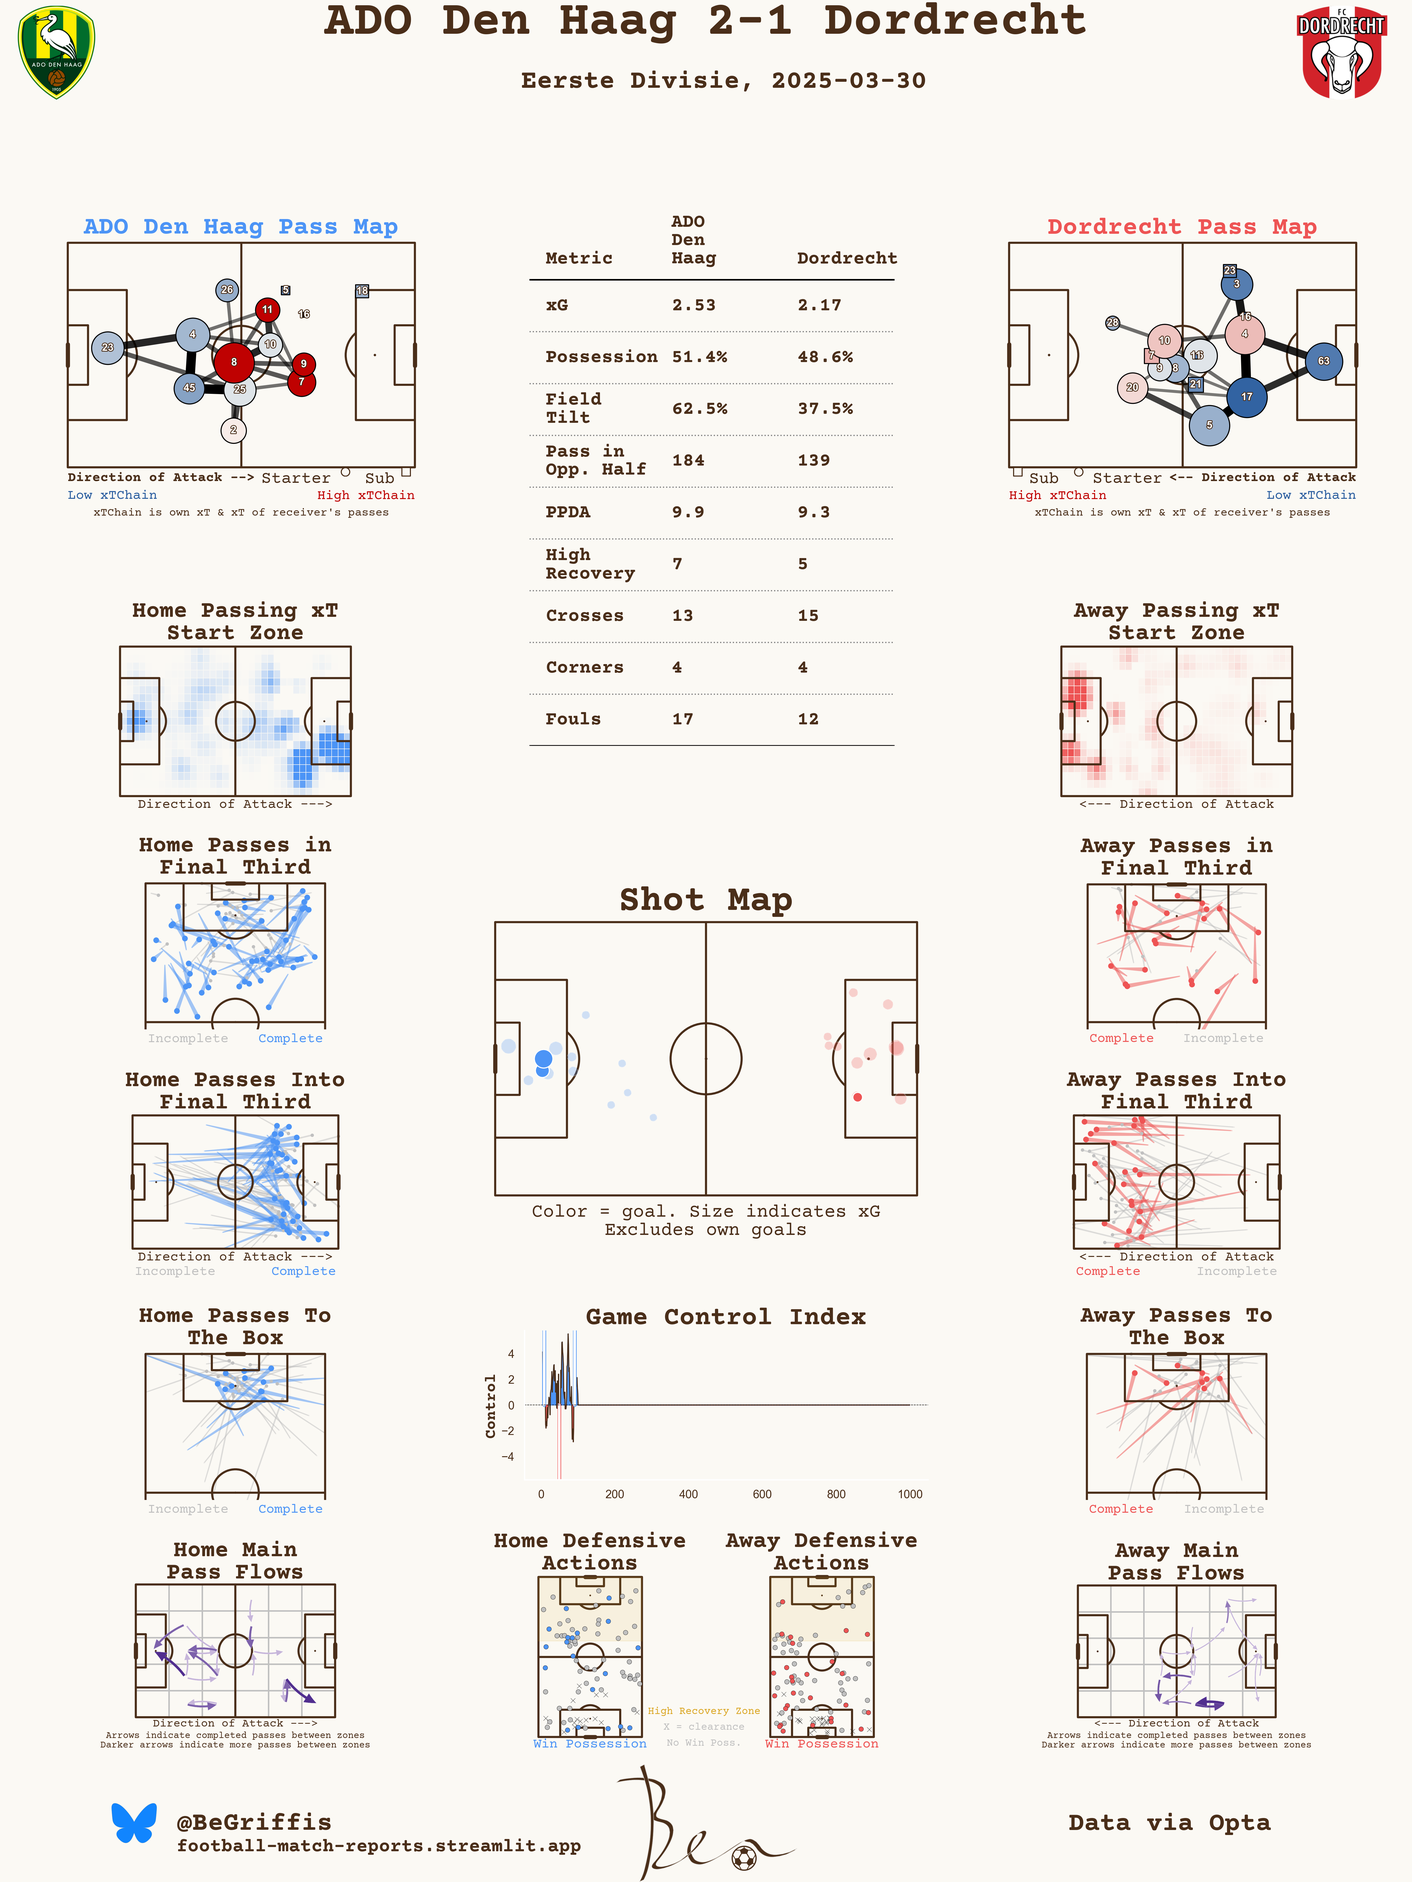 ADO Den Haag 2-1 Dordrecht
Eerste Divisie, 2025-03-30
ADO DEN HAAG
1905
FC
DORDRECHT
ADO Den Haag Pass Map
26
5
18
11
16
4
23
10
8
9
7
45
25
2
Direction of Attack --> Starter Sub
Low xTChain High xTChain
xTChain is own xT & xT of receiver's passes
Metric ADO Den Haag Dordrecht
xG 2.53 2.17
Possession 51.4% 48.6%
Field Tilt 62.5% 37.5%
Pass in Opp. Half 184 139
PPDA 9.9 9.3
High Recovery 7 5
Crosses 13 15
Corners 4 4
Fouls 17 12
Dordrecht Pass Map
23
3
28
16
10
4
7
9
8
63
20
21
17
5
Sub Starter <-- Direction of Attack
High xTChain Low xTChain
xTChain is own xT & xT of receiver's passes
Home Passing xT
Start Zone
Direction of Attack --->
Away Passing xT
Start Zone
<--- Direction of Attack
Home Passes in
Final Third
Incomplete Complete
Away Passes in
Final Third
Complete Incomplete
Shot Map
Color = goal. Size indicates xG
Excludes own goals
Home Passes Into
Final Third
Direction of Attack --->
Incomplete Complete
Away Passes Into
Final Third
<--- Direction of Attack
Complete Incomplete
Home Passes To
The Box
Incomplete Complete
Game Control Index
Control
4
2
0
−2
−4
0 200 400 600 800 1000
Away Passes To
The Box
Complete Incomplete
Home Main
Pass Flows
Direction of Attack --->
Arrows indicate completed passes between zones
Darker arrows indicate more passes between zones
Home Defensive
Actions
Win Possession
High Recovery Zone
X = clearance
No Win Poss.
Away Defensive
Actions
Win Possession
Away Main
Pass Flows
<--- Direction of Attack
Arrows indicate completed passes between zones
Darker arrows indicate more passes between zones
@BeGriffis
football-match-reports.streamlit.app
Ben
Data via Opta